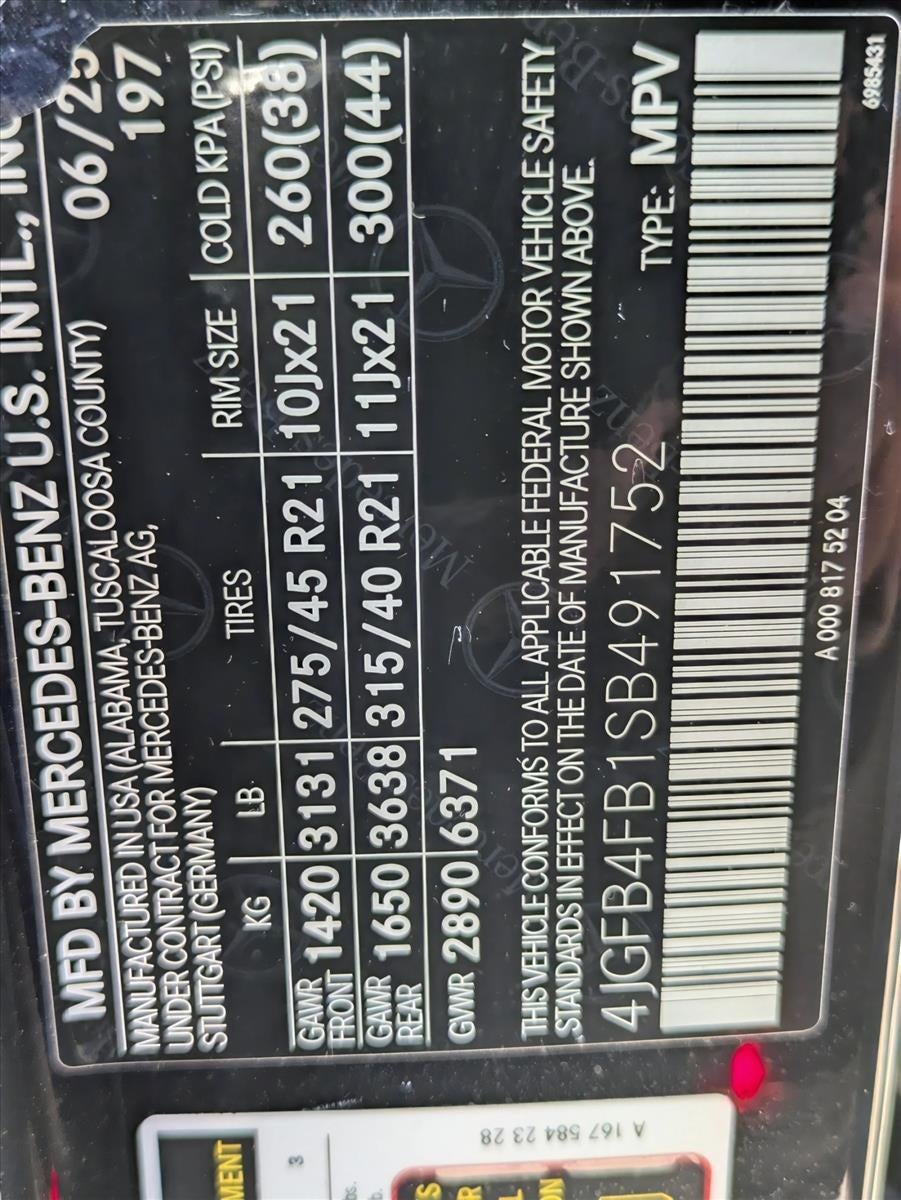 MFD BY MERCEDES-BENZ U.S. INTL., INC
MANUFACTURED IN USA (ALABAMA, TUSCALOOSA COUNTY) 06/25
UNDER CONTRACT FOR MERCEDES-BENZ AG, 197
STUTTGART (GERMANY)
KG LB TIRES RIM SIZE COLD KPA (PSI)
GAWR FRONT 1420 3131 275/45 R21 10Jx21 260(38)
GAWR REAR 1650 3638 315/40 R21 11Jx21 300(44)
GVWR 2890 6371
THIS VEHICLE CONFORMS TO ALL APPLICABLE FEDERAL MOTOR VEHICLE SAFETY
STANDARDS IN EFFECT ON THE DATE OF MANUFACTURE SHOWN ABOVE.
4JGFB4FB1SB491752 TYPE: MPV
A 000 817 52 04 6985431
A 167 584 23 28
MENT
3